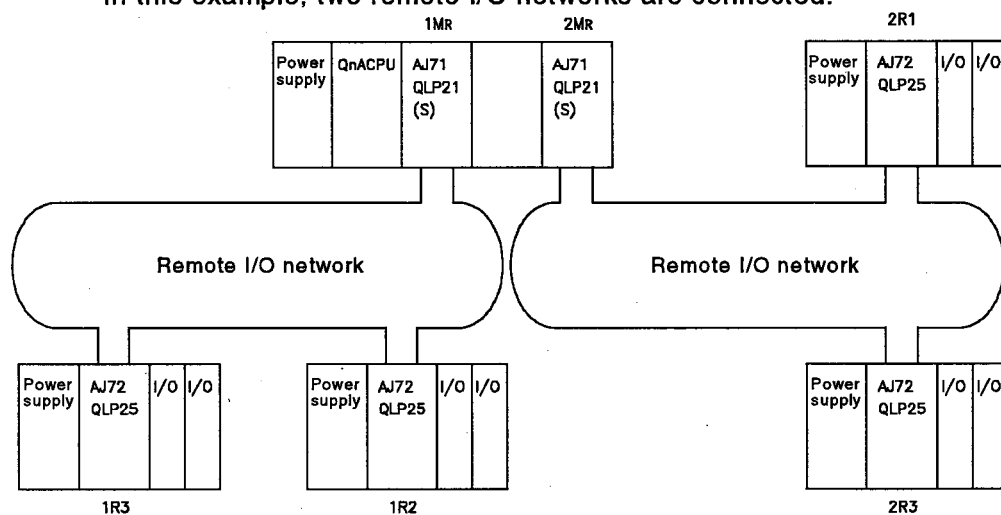 In this example, two remote I/O networks are connected.
1MR 2MR 2R1
Power supply QnACPU AJ71 QLP21 (S) AJ71 QLP21 (S)
Power supply AJ72 QLP25 I/O I/O
Remote I/O network
Remote I/O network
Power supply AJ72 QLP25 I/O I/O
Power supply AJ72 QLP25 I/O I/O
Power supply AJ72 QLP25 I/O I/O
1R3 1R2 2R3